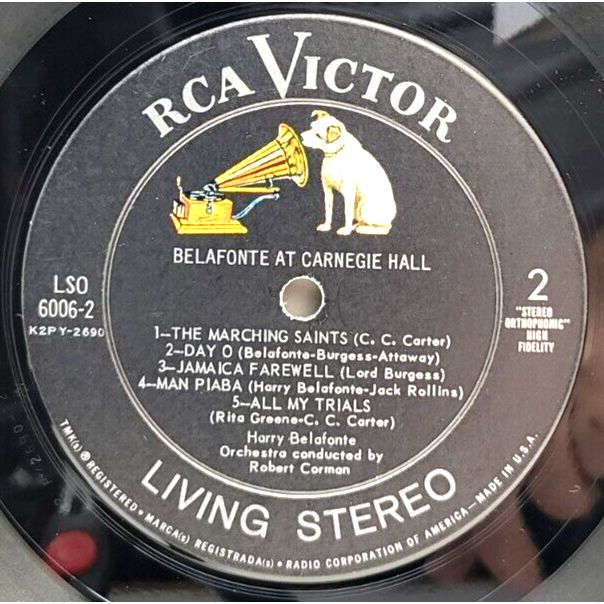 RCA VICTOR
BELAFONTE AT CARNEGIE HALL
LSO
6006-2
K2PY-2690
2
"STEREO
ORTHOPHONIC"
HIGH
FIDELITY
1—THE MARCHING SAINTS (C. C. Carter)
2—DAY O (Belafonte-Burgess-Attaway)
3—JAMAICA FAREWELL (Lord Burgess)
4—MAN PIABA (Harry Belafonte-Jack Rollins)
5—ALL MY TRIALS
(Rita Greene-C. C. Carter)
Harry Belafonte
Orchestra conducted by
Robert Corman
LIVING STEREO
TMK(s) ® REGISTERED • MARCA(s) REGISTRADA(s) • RADIO CORPORATION OF AMERICA—MADE IN U.S.A.